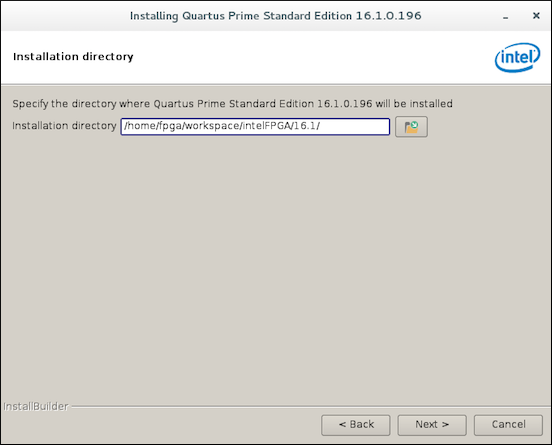 Installing Quartus Prime Standard Edition 16.1.0.196
Installation directory
intel
Specify the directory where Quartus Prime Standard Edition 16.1.0.196 will be installed
Installation directory /home/fpga/workspace/intelFPGA/16.1/
InstallBuilder
< Back Next > Cancel